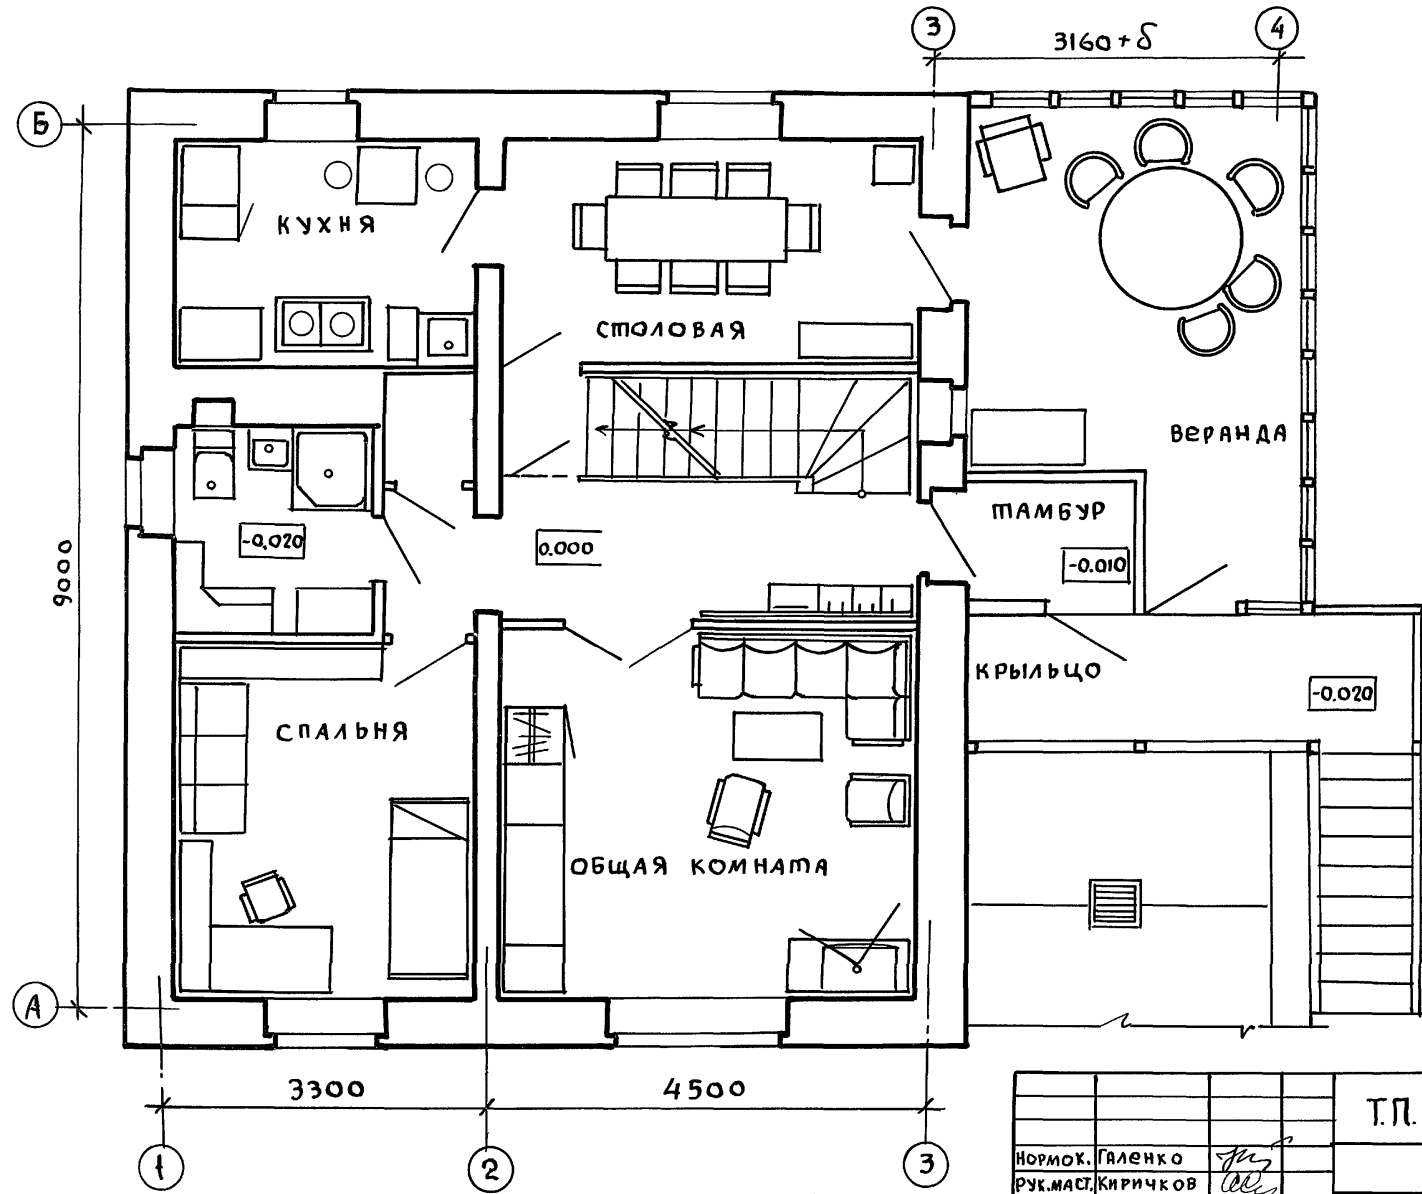 3 4
3160+δ
Б
КУХНЯ
СТОЛОВАЯ
ВЕРАНДА
ТАМБУР
-0.020
0.000
-0.010
9000
КРЫЛЬЦО
-0.020
СПАЛЬНЯ
ОБЩАЯ КОМНАТА
А
3300 4500
1 2 3
Т.П.
НОРМОК. ГАЛЕНКО
РУК.МАСТ. КИРИЧКОВ